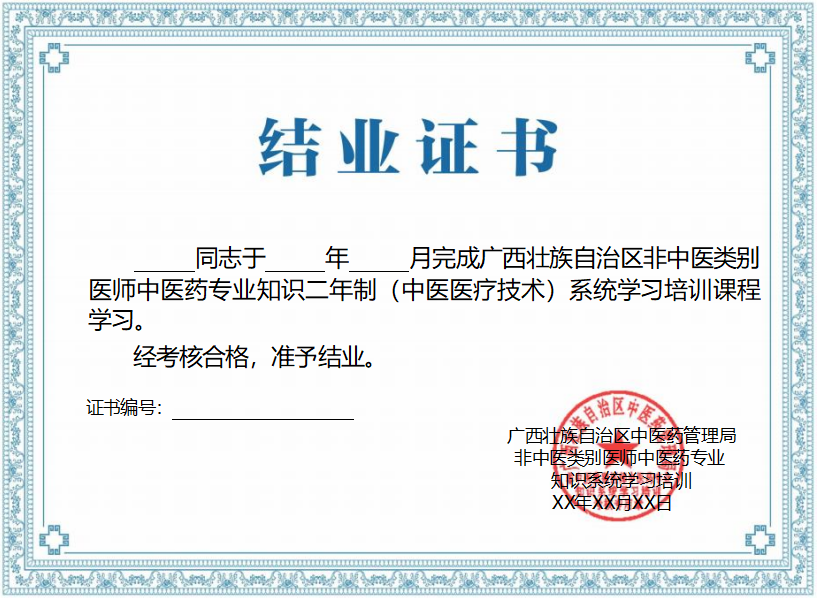 结业证书
______同志于______年______月完成广西壮族自治区非中医类别
医师中医药专业知识二年制（中医医疗技术）系统学习培训课程
学习。
经考核合格，准予结业。
证书编号：__________________
广西壮族自治区中医药管理局
非中医类别医师中医药专业
知识系统学习培训
XX年XX月XX日